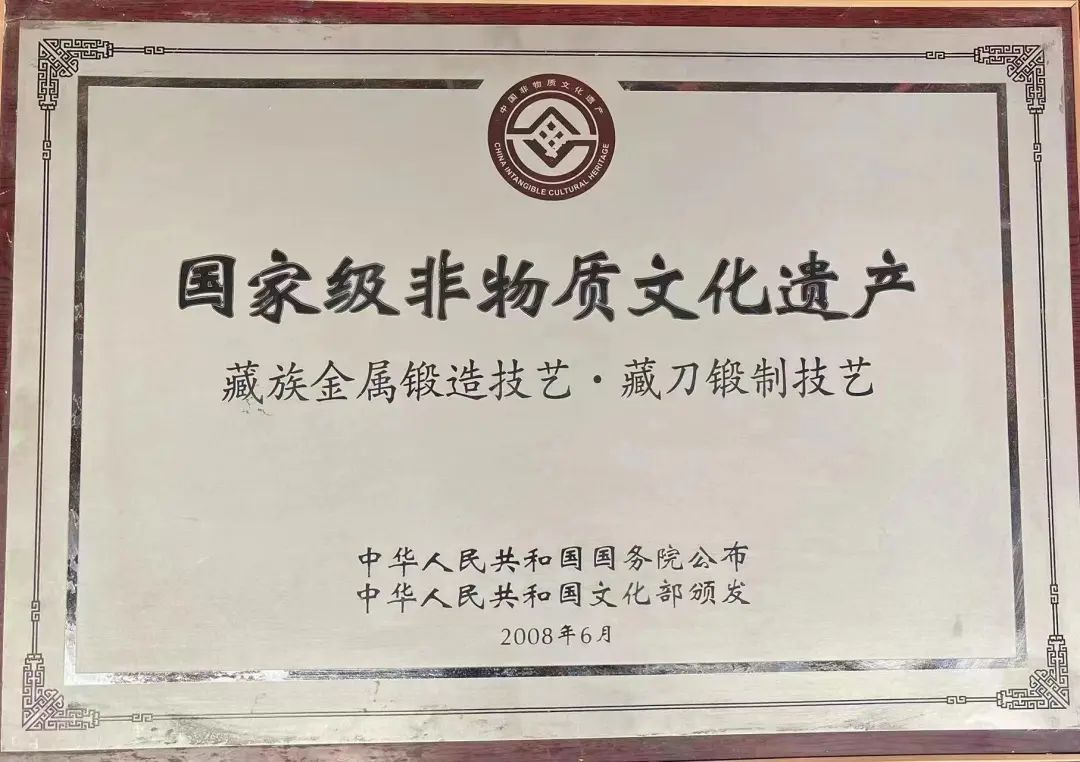 中国非物质文化遗产
CHINA INTANGIBLE CULTURAL HERITAGE
国家级非物质文化遗产
藏族金属锻造技艺·藏刀锻制技艺
中华人民共和国国务院公布
中华人民共和国文化部颁发
2008年6月